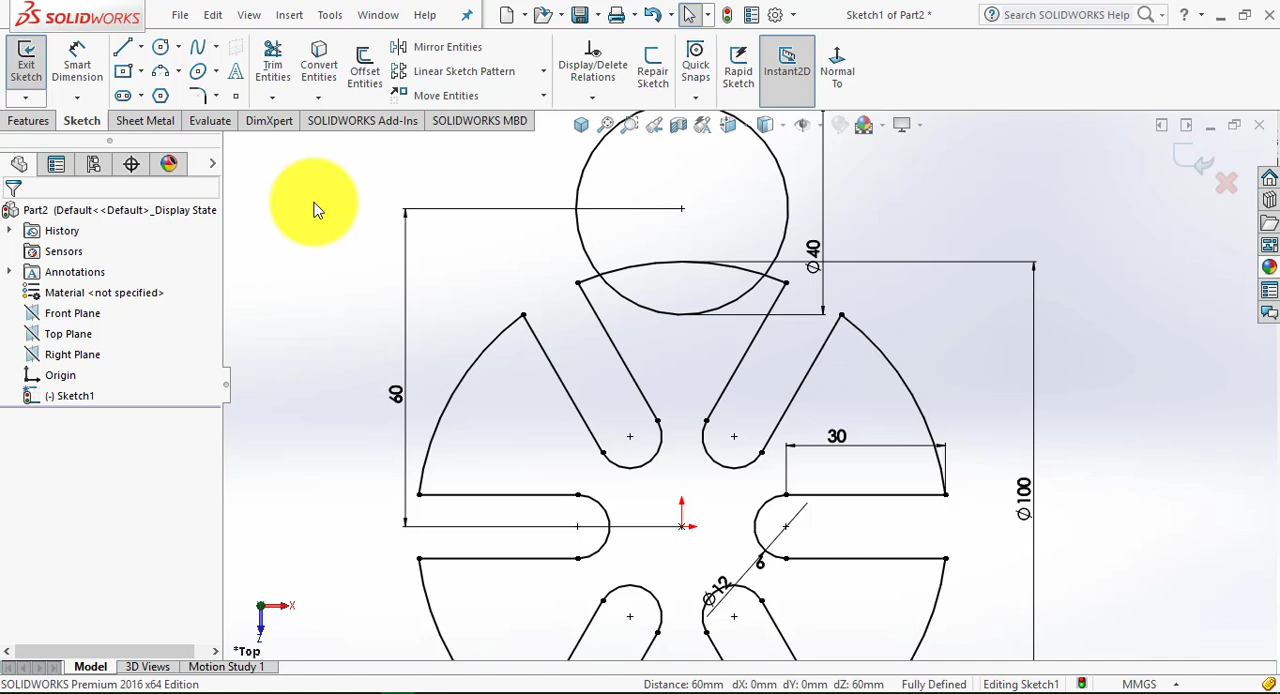 3S SOLIDWORKS File Edit View Insert Tools Window Help Sketch1 of Part2 * Search SOLIDWORKS Help ?
Exit Sketch Smart Dimension Trim Entities Convert Entities Offset Entities Mirror Entities Linear Sketch Pattern Move Entities Display/Delete Relations Repair Sketch Quick Snaps Rapid Sketch Instant2D Normal To
Features Sketch Sheet Metal Evaluate DimXpert SOLIDWORKS Add-Ins SOLIDWORKS MBD
Part2 (Default<<Default>_Display State
History
Sensors
Annotations
Material <not specified>
Front Plane
Top Plane
Right Plane
Origin
(-) Sketch1
∅40
60
30
∅100
6
∅12
X
Z
*Top
Model 3D Views Motion Study 1
SOLIDWORKS Premium 2016 x64 Edition Distance: 60mm dX: 0mm dY: 0mm dZ: 60mm Fully Defined Editing Sketch1 MMGS